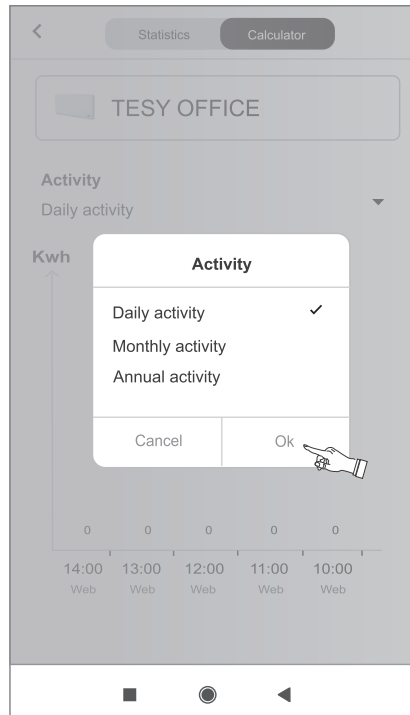 Statistics Calculator
TESY OFFICE
Activity
Daily activity
Kwh
Activity
Daily activity
Monthly activity
Annual activity
Cancel Ok
0 0 0 0 0
14:00 13:00 12:00 11:00 10:00
Web Web Web Web Web